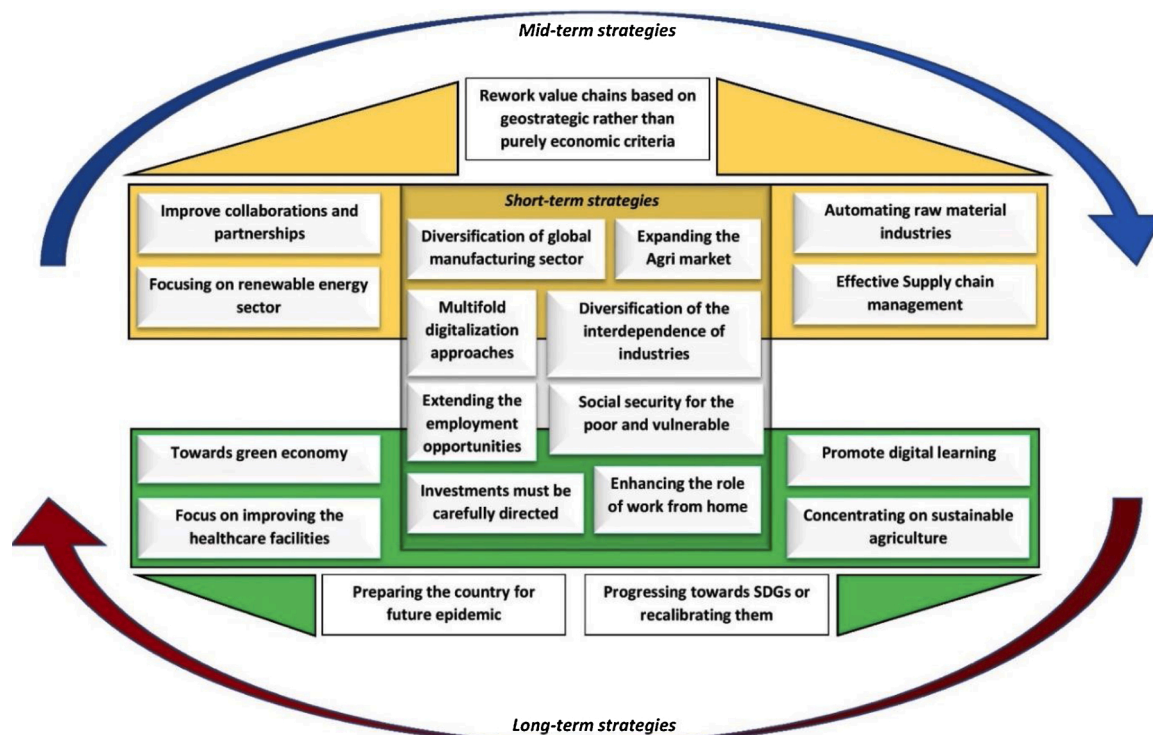 Mid-term strategies
Rework value chains based on
geostrategic rather than
purely economic criteria
Improve collaborations and
partnerships
Focusing on renewable energy
sector
Short-term strategies
Diversification of global
manufacturing sector
Expanding the
Agri market
Multifold
digitalization
approaches
Diversification of the
interdependence of
industries
Extending the
employment
opportunities
Social security for the
poor and vulnerable
Investments must be
carefully directed
Enhancing the role
of work from home
Automating raw material
industries
Effective Supply chain
management
Towards green economy
Focus on improving the
healthcare facilities
Promote digital learning
Concentrating on sustainable
agriculture
Preparing the country for
future epidemic
Progressing towards SDGs or
recalibrating them
Long-term strategies